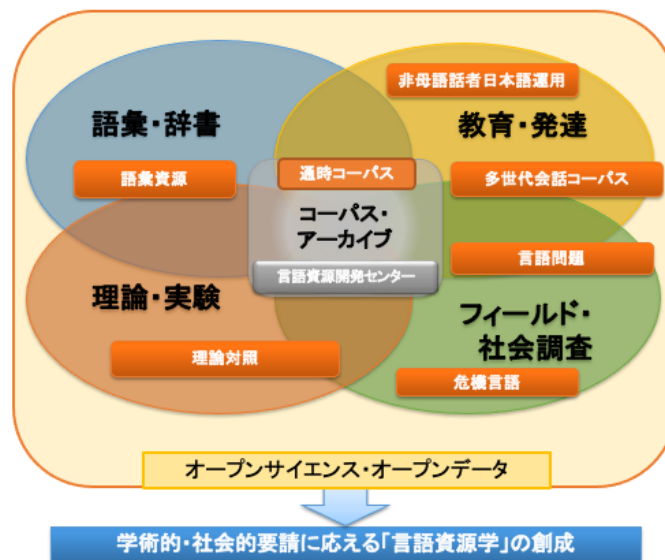 非母語話者日本語運用
語彙・辞書
教育・発達
語彙資源
通時コーパス
多世代会話コーパス
コーパス・
アーカイブ
言語資源開発センター
言語問題
理論・実験
フィールド・
社会調査
理論対照
危機言語
オープンサイエンス・オープンデータ
学術的・社会的要請に応える「言語資源学」の創成